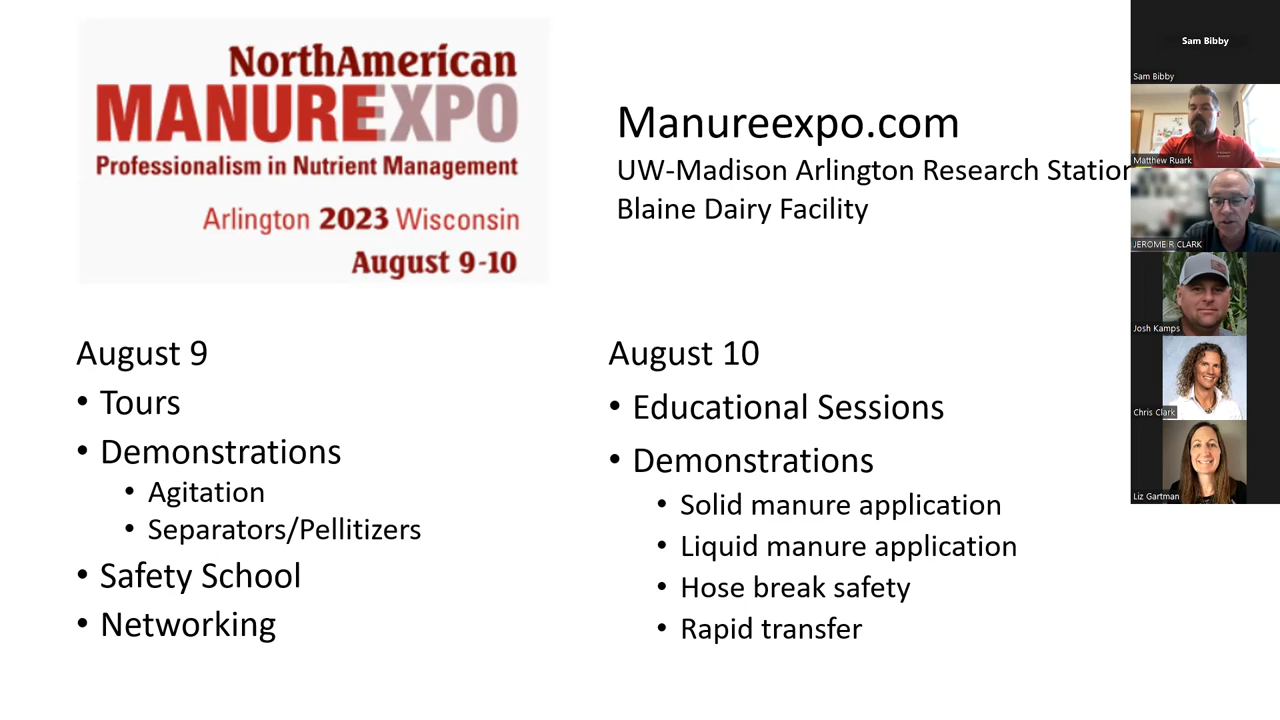 NorthAmerican
MANUREEXPO
Professionalism in Nutrient Management
Arlington 2023 Wisconsin
August 9-10
Manureexpo.com
UW-Madison Arlington Research Station
Blaine Dairy Facility
August 9
• Tours
• Demonstrations
• Agitation
• Separators/Pellitizers
• Safety School
• Networking
August 10
• Educational Sessions
• Demonstrations
• Solid manure application
• Liquid manure application
• Hose break safety
• Rapid transfer
Sam Bibby
Sam Bibby
Matthew Ruark
JEROME R CLARK
Josh Kamps
Chris Clark
Liz Gartman